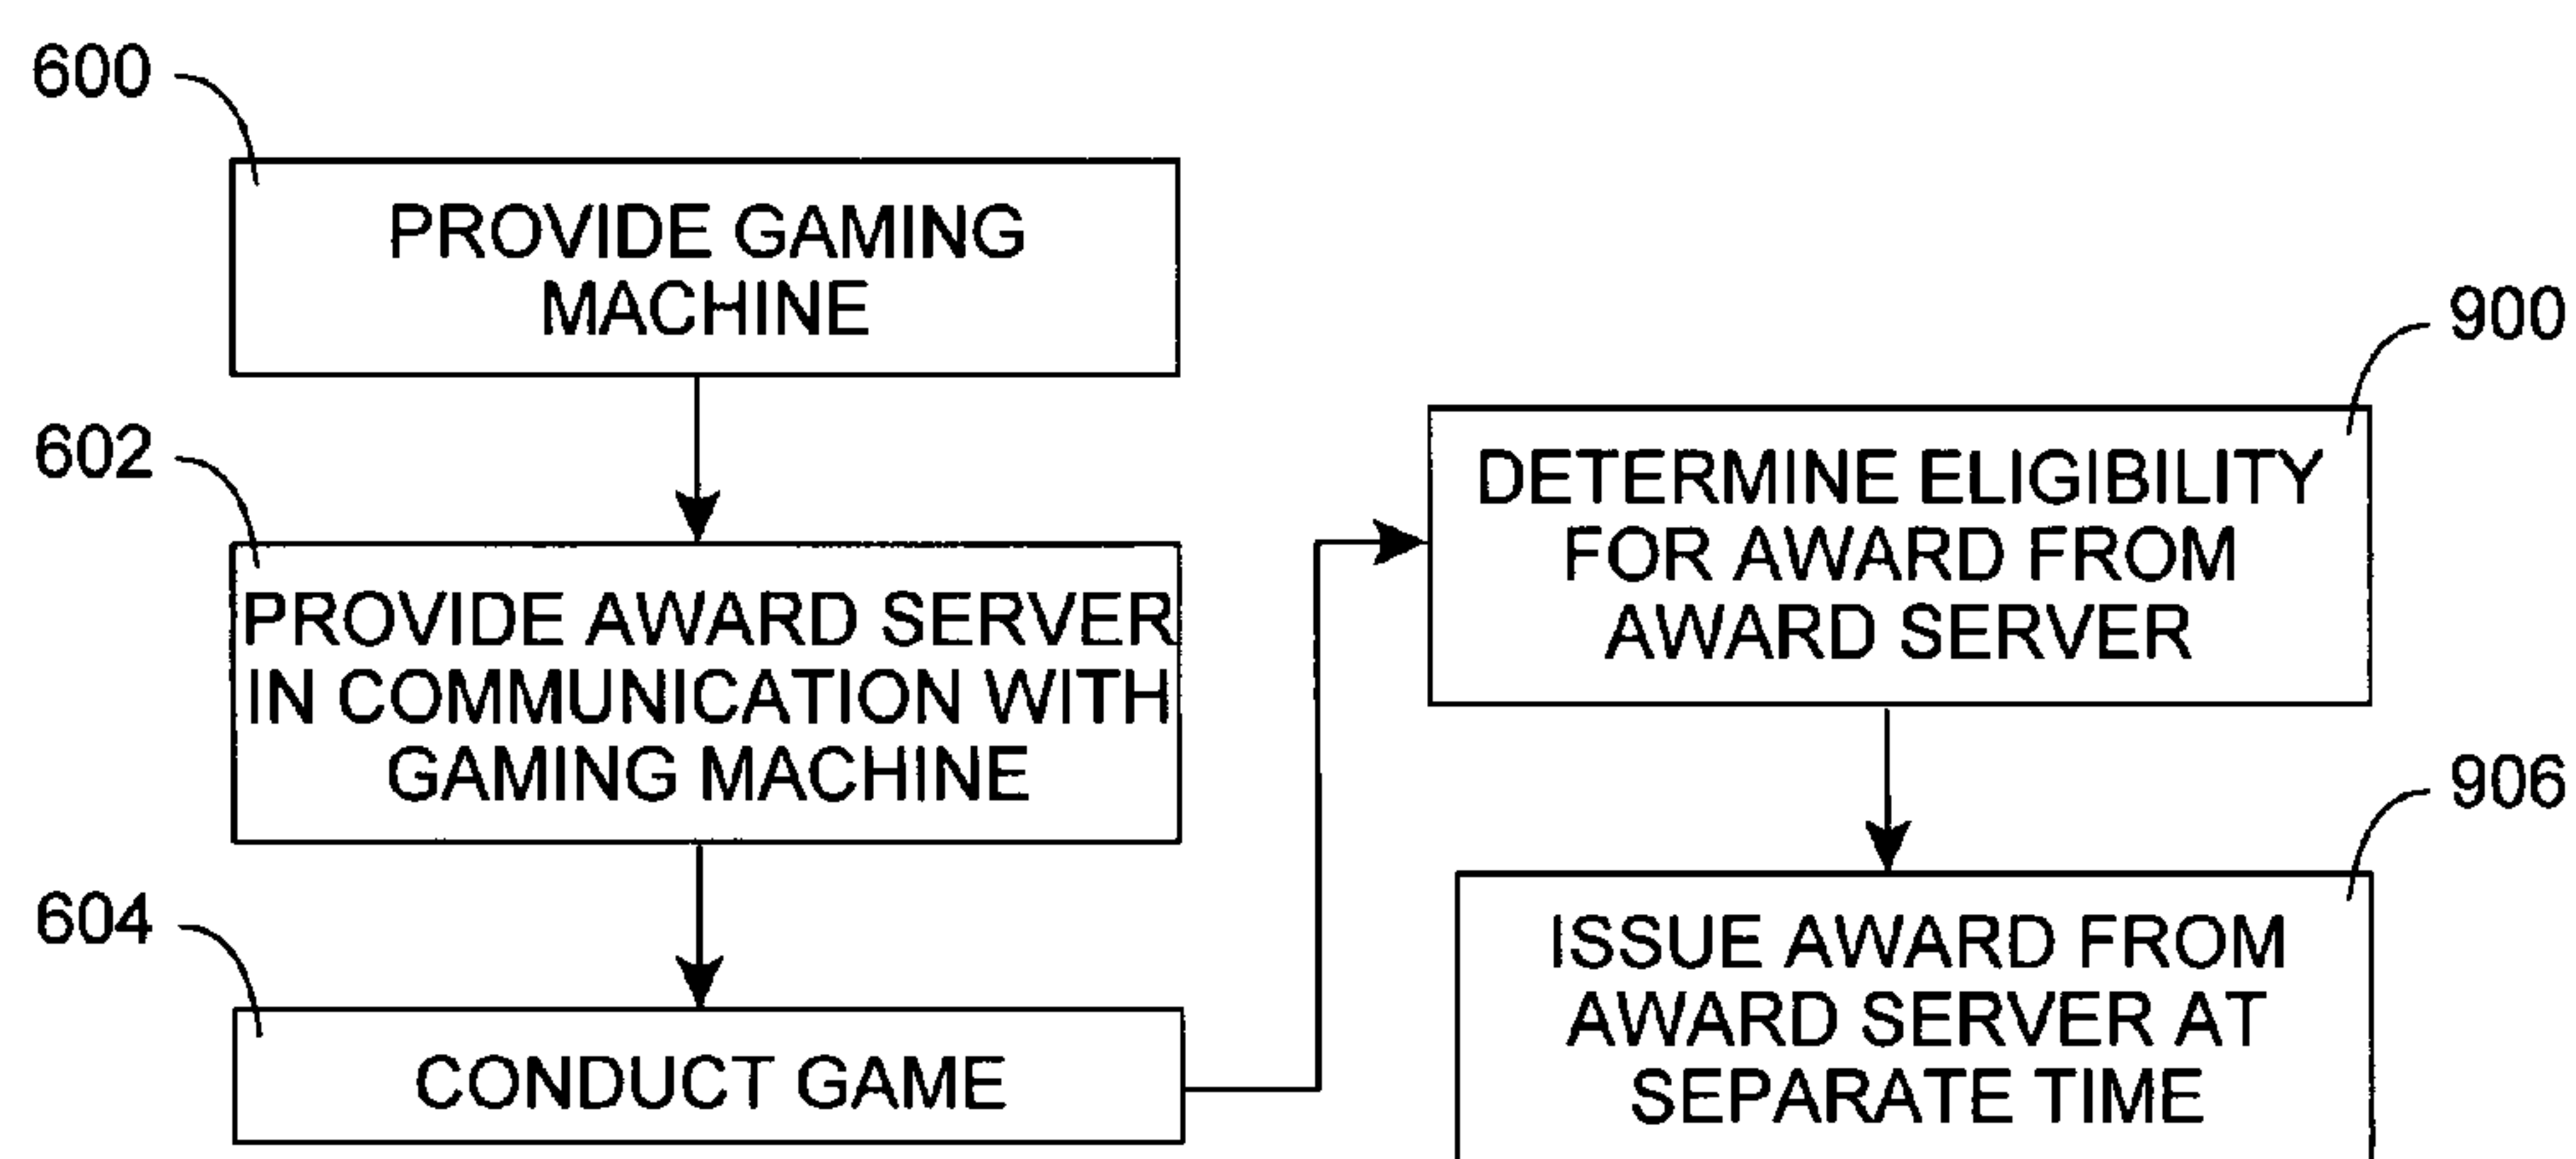 600
PROVIDE GAMING
MACHINE
602
PROVIDE AWARD SERVER
IN COMMUNICATION WITH
GAMING MACHINE
604
CONDUCT GAME
900
DETERMINE ELIGIBILITY
FOR AWARD FROM
AWARD SERVER
906
ISSUE AWARD FROM
AWARD SERVER AT
SEPARATE TIME